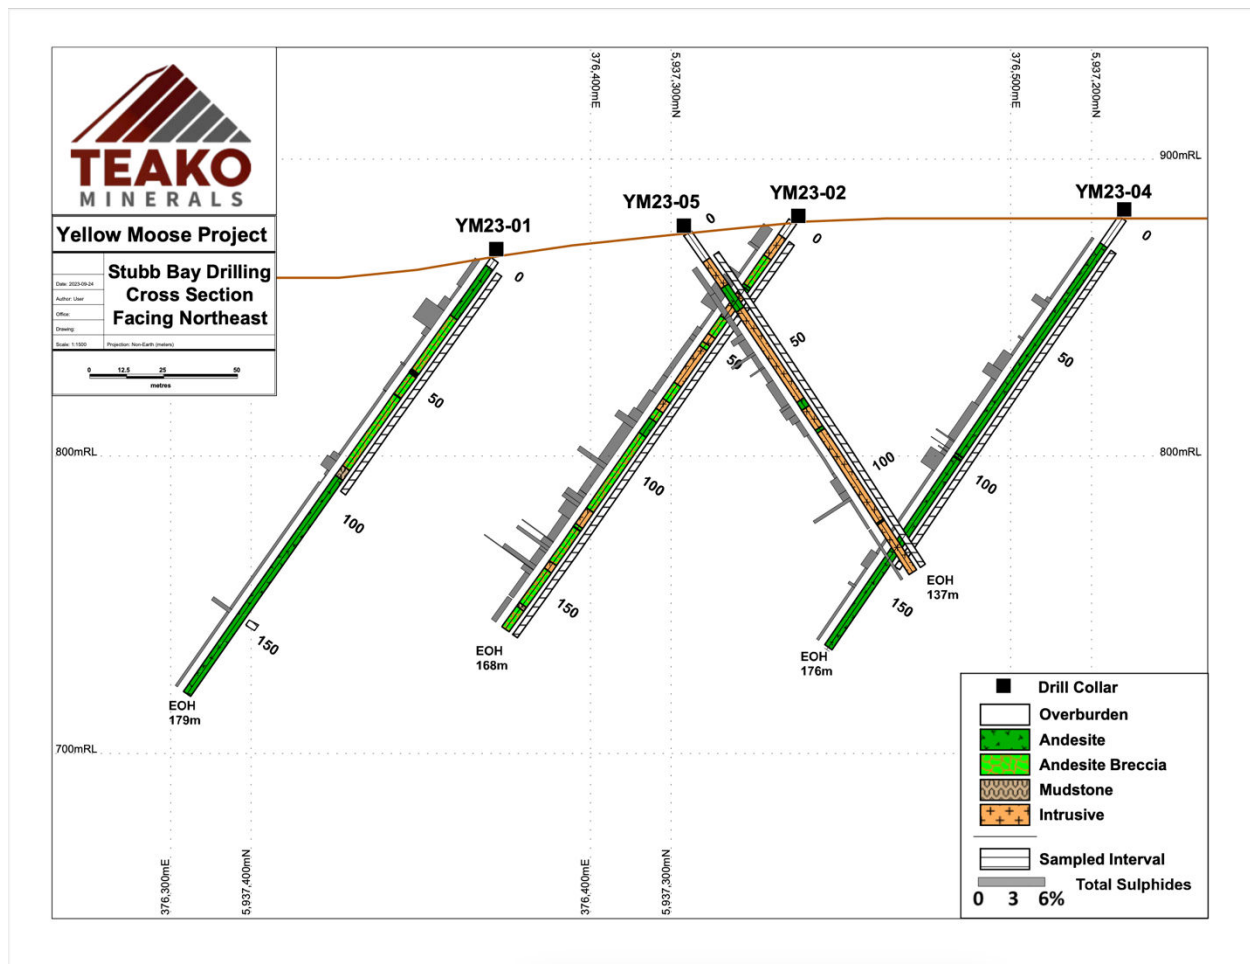 TEAKO
MINERALS
Yellow Moose Project
Date: 2023-09-24
Author: User
Office:
Drawing:
Scale: 1:1500
Projection: Non-Earth (meters)
Stubb Bay Drilling
Cross Section
Facing Northeast
0 12.5 25 50
metres
376,400mE
5,937,300mN
376,500mE
5,937,200mN
900mRL
YM23-01
YM23-05
YM23-02
YM23-04
0
0
0
0
50
50
50
50
800mRL
800mRL
100
100
100
100
150
150
150
EOH
179m
EOH
168m
EOH
137m
EOH
176m
700mRL
376,300mE
5,937,400mN
376,400mE
5,937,300mN
Drill Collar
Overburden
Andesite
Andesite Breccia
Mudstone
Intrusive
Sampled Interval
Total Sulphides
0 3 6%